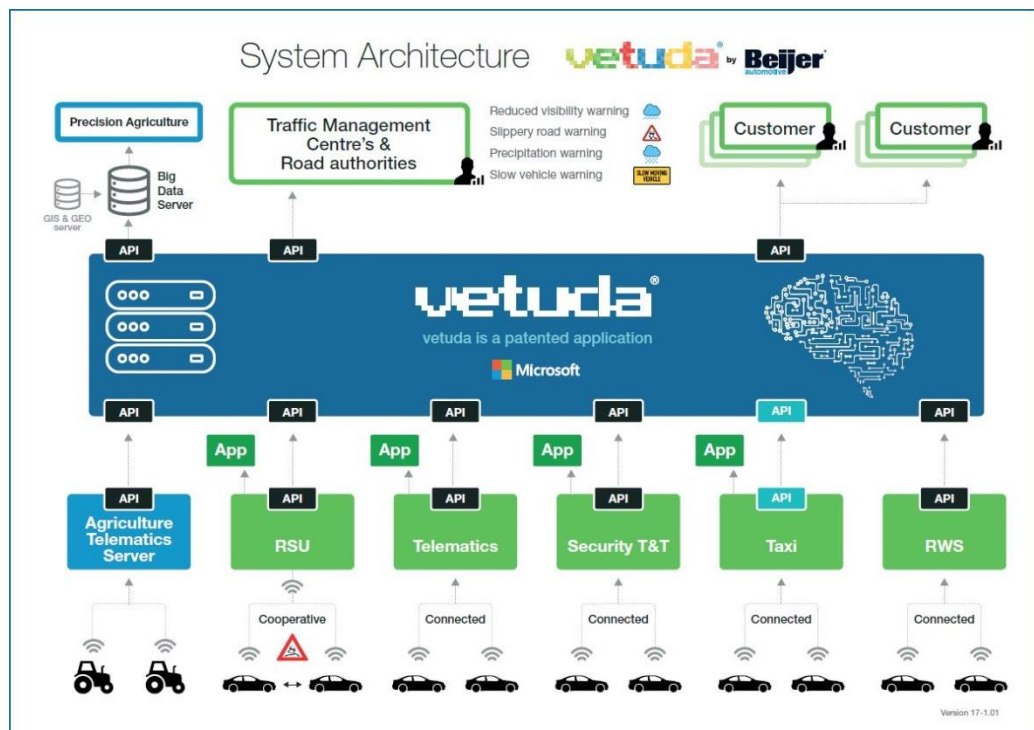 System Architecture vetuda® by Beijer® automotive
Precision Agriculture
Big
Data
Server
GIS & GEO
server
Traffic Management
Centre's &
Road authorities
Reduced visibility warning
Slippery road warning
Precipitation warning
Slow vehicle warning
SLOW MOVING
VEHICLE
Customer Customer
API API API
vetuda®
vetuda is a patented application
Microsoft
API API API API API API
App App App App
API API API API API API
Agriculture
Telematics
Server
RSU Telematics Security T&T Taxi RWS
Cooperative Connected Connected Connected Connected
Version 17-1.01